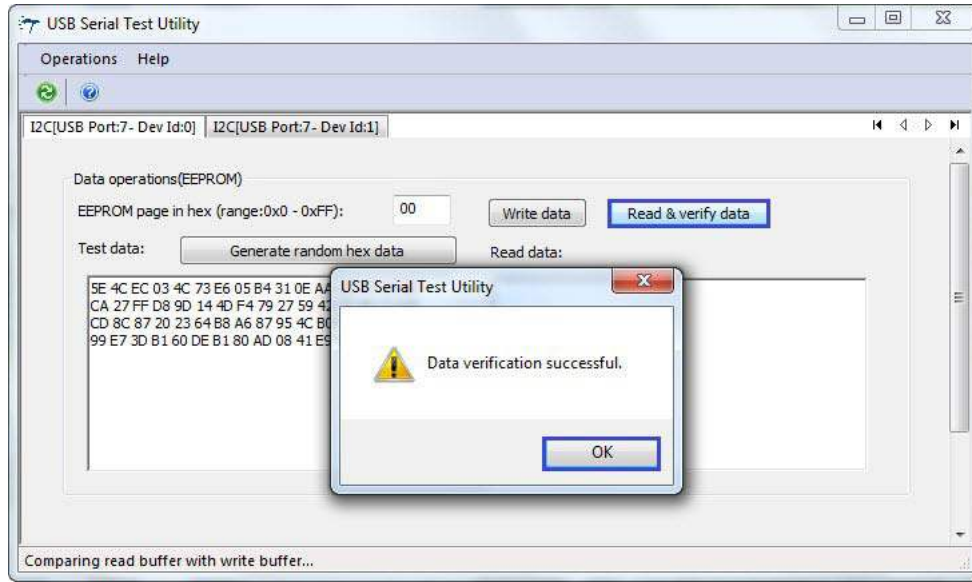 USB Serial Test Utility
Operations Help
I2C[USB Port:7- Dev Id:0] I2C[USB Port:7- Dev Id:1]
Data operations(EEPROM)
EEPROM page in hex (range:0x0 - 0xFF): 00 Write data Read & verify data
Test data: Generate random hex data Read data:
5E 4C EC 03 4C 73 E6 05 B4 31 0E AA
CA 27 FF D8 9D 14 4D F4 79 27 59 42
CD 8C 87 20 23 64 B8 A6 87 95 4C
99 E7 3D B1 60 DE B1 80 AD 08 41 E9
USB Serial Test Utility
Data verification successful.
OK
Comparing read buffer with write buffer...